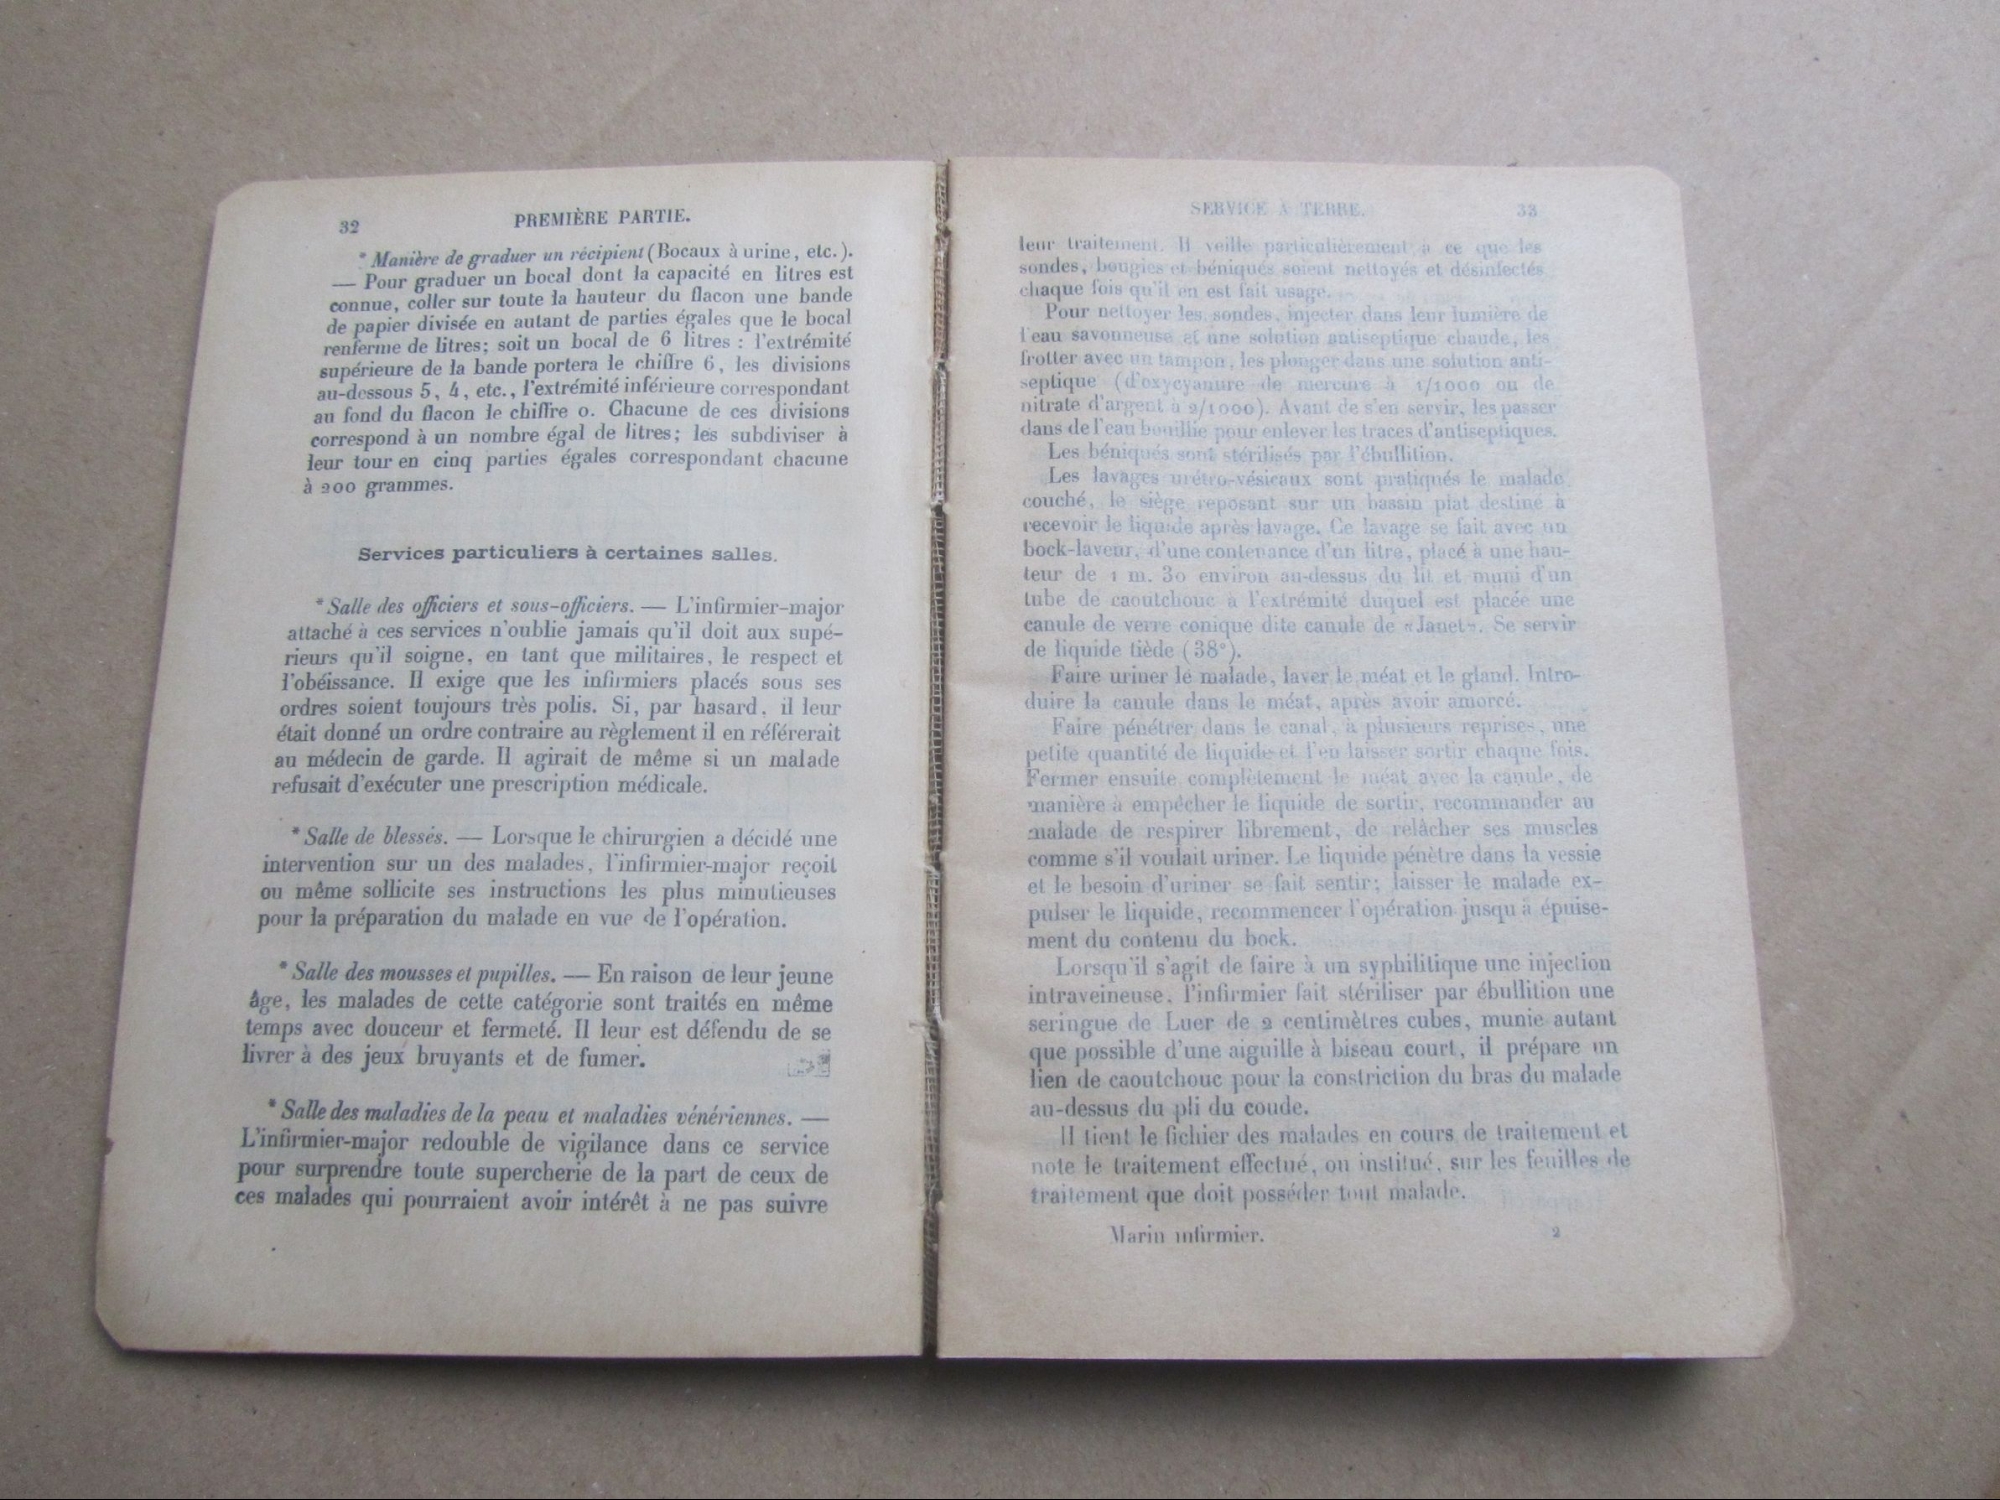 32
PREMIÈRE PARTIE.
* Manière de graduer un récipient (Bocaux à urine, etc.).
— Pour graduer un bocal dont la capacité en litres est
connue, coller sur toute la hauteur du flacon une bande
de papier divisée en autant de parties égales que le bocal
renferme de litres; soit un bocal de 6 litres : l'extrémité
supérieure de la bande portera le chiffre 6, les divisions
au-dessous 5, 4, etc., l'extrémité inférieure correspondant
au fond du flacon le chiffre 0. Chacune de ces divisions
correspond à un nombre égal de litres; les subdiviser à
leur tour en cinq parties égales correspondant chacune
à 200 grammes.
Services particuliers à certaines salles.
* Salle des officiers et sous-officiers. — L'infirmier-major
attaché à ces services n'oublie jamais qu'il doit aux supé-
rieurs qu'il soigne, en tant que militaires, le respect et
l'obéissance. Il exige que les infirmiers placés sous ses
ordres soient toujours très polis. Si, par hasard, il leur
était donné un ordre contraire au règlement il en référerait
au médecin de garde. Il agirait de même si un malade
refusait d'exécuter une prescription médicale.
* Salle de blessés. — Lorsque le chirurgien a décidé une
intervention sur un des malades, l'infirmier-major reçoit
ou même sollicite ses instructions les plus minutieuses
pour la préparation du malade en vue de l'opération.
* Salle des mousses et pupilles. — En raison de leur jeune
âge, les malades de cette catégorie sont traités en même
temps avec douceur et fermeté. Il leur est défendu de se
livrer à des jeux bruyants et de fumer.
* Salle des maladies de la peau et maladies vénériennes. —
L'infirmier-major redouble de vigilance dans ce service
pour surprendre toute supercherie de la part de ceux de
ces malades qui pourraient avoir intérêt à ne pas suivre
SERVICE À TERRE.
33
leur traitement. Il veille particulièrement à ce que les
sondes, bougies et béniqués soient nettoyés et désinfectés
chaque fois qu'il en est fait usage.
Pour nettoyer les sondes, injecter dans leur lumière de
l'eau savonneuse et une solution antiseptique chaude, les
frotter avec un tampon, les plonger dans une solution anti-
septique (d'oxycyanure de mercure à 1/1000 ou de
nitrate d'argent à 2/1000). Avant de s'en servir, les passer
dans de l'eau bouillie pour enlever les traces d'antiseptiques.
Les béniqués sont stérilisés par l'ébullition.
Les lavages urétro-vésicaux sont pratiqués le malade
couché, le siège reposant sur un bassin plat destiné à
recevoir le liquide après lavage. Ce lavage se fait avec un
bock-laveur, d'une contenance d'un litre, placé à une hau-
teur de 1 m. 30 environ au-dessus du lit et muni d'un
tube de caoutchouc à l'extrémité duquel est placée une
canule de verre conique dite canule de «Janet». Se servir
de liquide tiède (38°).
Faire uriner le malade, laver le méat et le gland. Intro-
duire la canule dans le méat, après avoir amorcé.
Faire pénétrer dans le canal, à plusieurs reprises, une
petite quantité de liquide et l'en laisser sortir chaque fois.
Fermer ensuite complètement le méat avec la canule, de
manière à empêcher le liquide de sortir, recommander au
malade de respirer librement, de relâcher ses muscles
comme s'il voulait uriner. Le liquide pénètre dans la vessie
et le besoin d'uriner se fait sentir; laisser le malade ex-
pulser le liquide, recommencer l'opération jusqu'à épuise-
ment du contenu du bock.
Lorsqu'il s'agit de faire à un syphilitique une injection
intraveineuse, l'infirmier fait stériliser par ébullition une
seringue de Luer de 2 centimètres cubes, munie autant
que possible d'une aiguille à biseau court, il prépare un
lien de caoutchouc pour la constriction du bras du malade
au-dessus du pli du coude.
Il tient le fichier des malades en cours de traitement et
note le traitement effectué, ou institué, sur les feuilles de
traitement que doit posséder tout malade.
Marin infirmier.
2